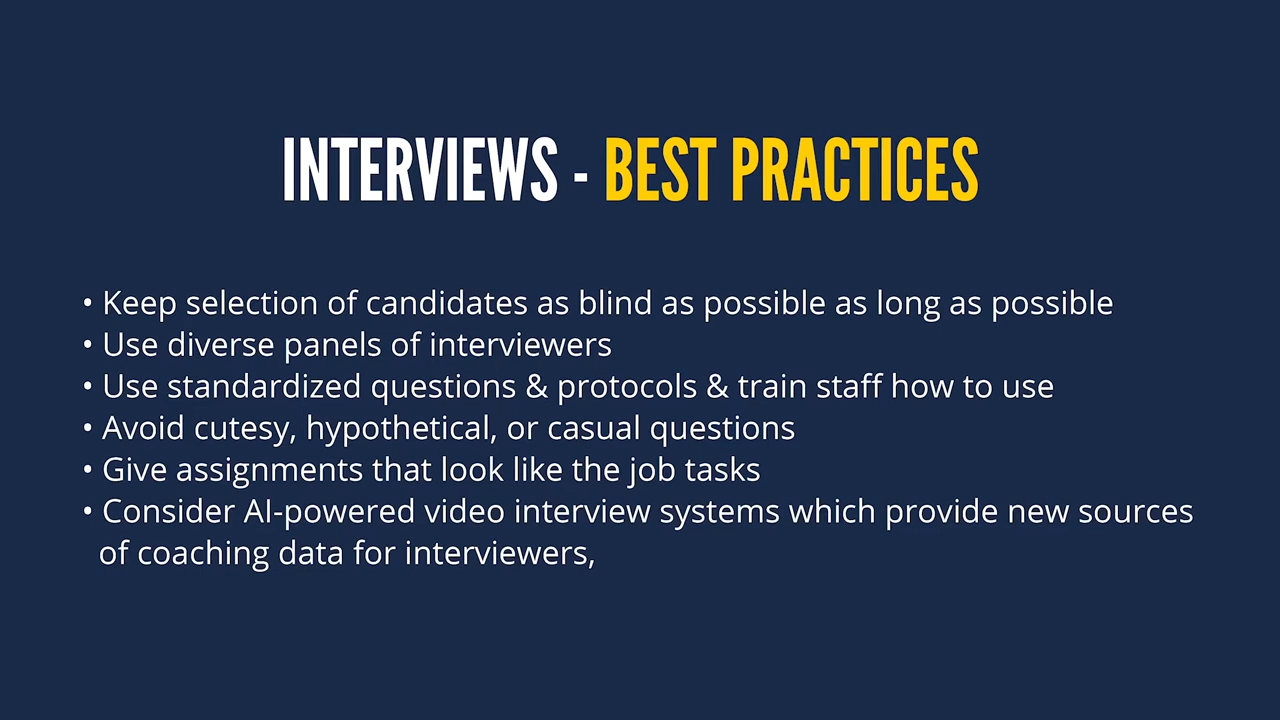 INTERVIEWS - BEST PRACTICES
• Keep selection of candidates as blind as possible as long as possible
• Use diverse panels of interviewers
• Use standardized questions & protocols & train staff how to use
• Avoid cutesy, hypothetical, or casual questions
• Give assignments that look like the job tasks
• Consider AI-powered video interview systems which provide new sources
of coaching data for interviewers,